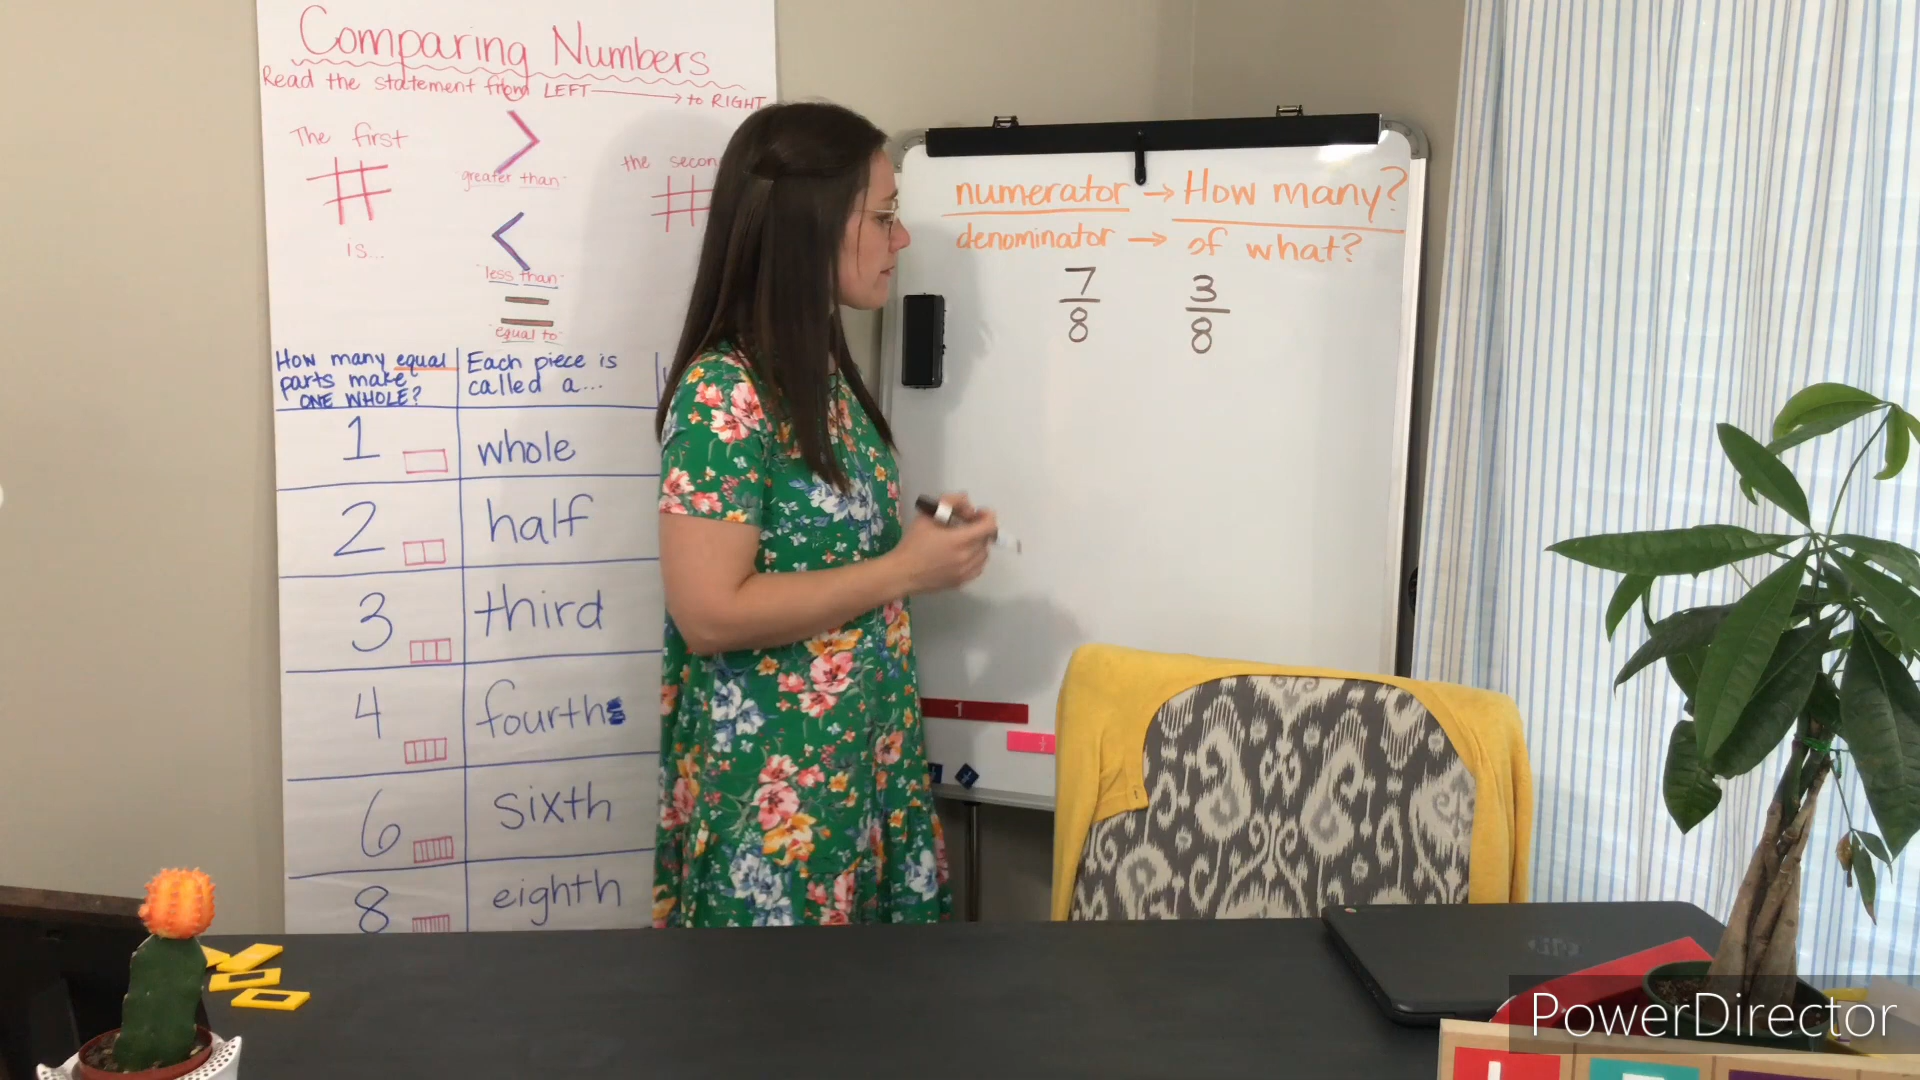 Comparing Numbers
Read the statement from LEFT → to RIGHT
The first
#
is...
>
"greater than"
<
"less than"
=
"equal to"
the secon
#
How many equal
parts make
ONE WHOLE?
Each piece is
called a...
1
whole
2
half
3
third
4
fourth
6
sixth
8
eighth
numerator → How many?
denominator → of what?
7/8 3/8
1
PowerDirector